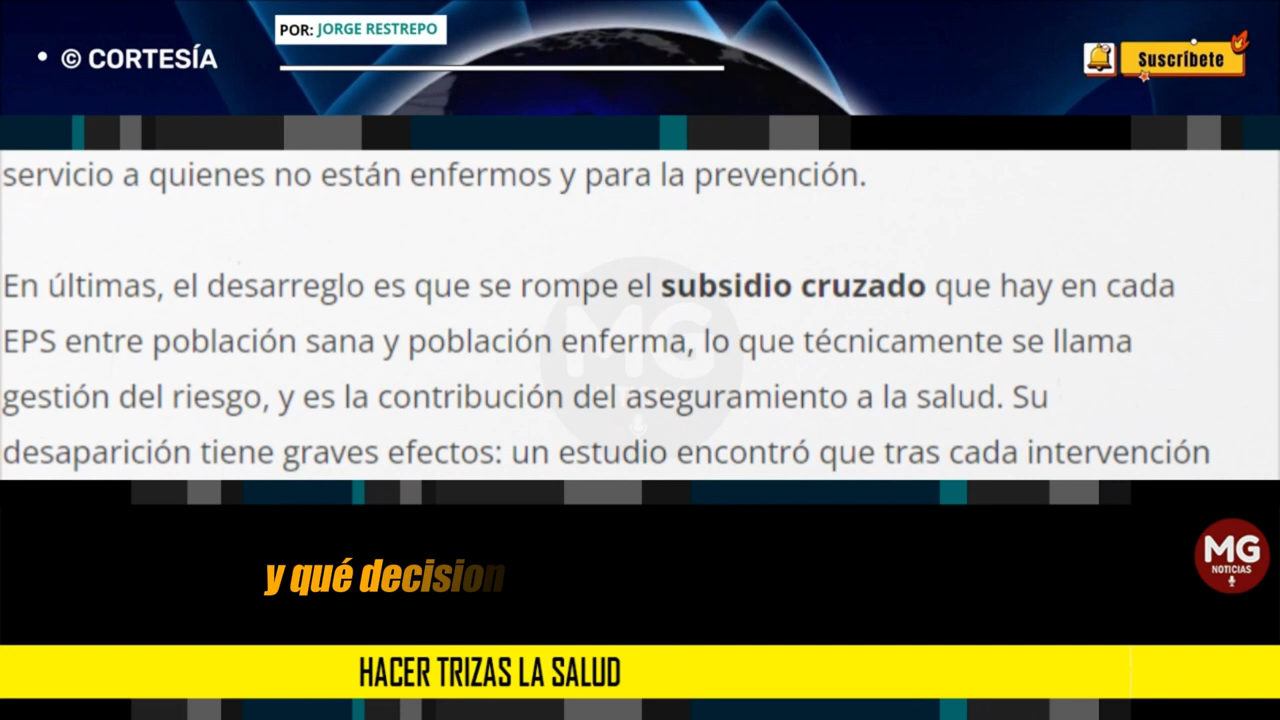 POR: JORGE RESTREPO
• © CORTESÍA
Suscríbete
servicio a quienes no están enfermos y para la prevención.
En últimas, el desarreglo es que se rompe el subsidio cruzado que hay en cada
EPS entre población sana y población enferma, lo que técnicamente se llama
gestión del riesgo, y es la contribución del aseguramiento a la salud. Su
desaparición tiene graves efectos: un estudio encontró que tras cada intervención
MG
y qué decision
MG
NOTICIAS
HACER TRIZAS LA SALUD